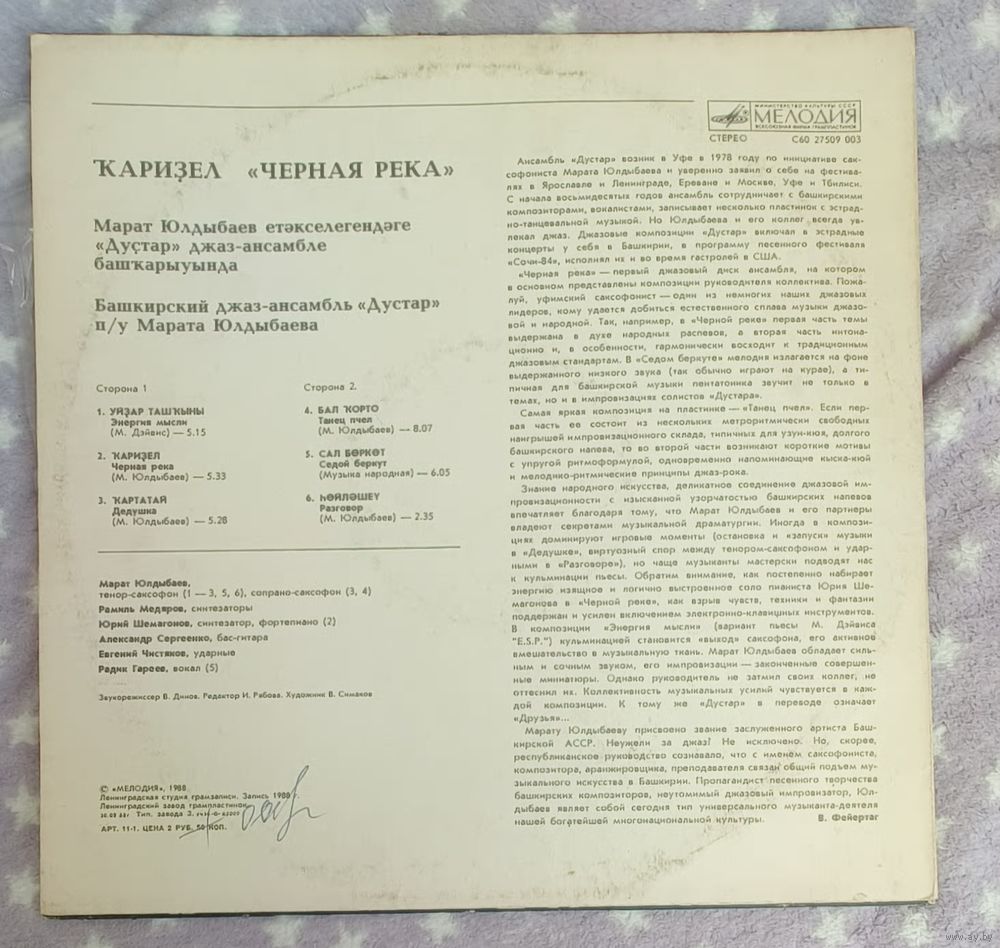 МИНИСТЕРСТВО КУЛЬТУРЫ СССР
МЕЛОДИЯ
ВСЕСОЮЗНАЯ ФИРМА ГРАМПЛАСТИНОК
СТЕРЕО С60 27509 003
ҠАРИҘЕЛ «ЧЕРНАЯ РЕКА»
Марат Юлдыбаев етәкселегендәге
«Дуҫтар» джаз-ансамбле
башҡарыуында
Башкирский джаз-ансамбль «Дустар»
п/у Марата Юлдыбаева
Сторона 1
1. УЙҘАР ТАШҠЫНЫ
Энергия мысли
(М. Дэйвис) — 5.15
2. ҠАРИҘЕЛ
Черная река
(М. Юлдыбаев) — 5.33
3. ҠАРТАТАЙ
Дедушка
(М. Юлдыбаев) — 5.28
Сторона 2.
4. БАЛ ҠОРТО
Танец пчел
(М. Юлдыбаев) — 8.07
5. САЛ БӨРКӨТ
Седой беркут
(Музыка народная) — 6.05
6. ҺӨЙЛӘШЕҮ
Разговор
(М. Юлдыбаев) — 2.35
Марат Юлдыбаев,
тенор-саксофон (1 — 3, 5, 6), сопрано-саксофон (3, 4)
Рамиль Медяров, синтезаторы
Юрий Шемагонов, синтезатор, фортепиано (2)
Александр Сергеенко, бас-гитара
Евгений Чистяков, ударные
Радик Гареев, вокал (5)
Звукорежиссер В. Динов. Редактор И. Рябова. Художник В. Симаков
© «МЕЛОДИЯ», 1988
Ленинградская студия грамзаписи. Запись 1988
Ленинградский завод грампластинок
Тип. завода З.
АРТ. 11-1. ЦЕНА 2 РУБ. 50 КОП.
Ансамбль «Дустар» возник в Уфе в 1978 году по инициативе сак-
софониста Марата Юлдыбаева и уверенно заявил о себе на фестива-
лях в Ярославле и Ленинграде, Ереване и Москве, Уфе и Тбилиси.
С начала восьмидесятых годов ансамбль сотрудничает с башкирскими
композиторами, вокалистами, записывает несколько пластинок с эстрад-
но-танцевальной музыкой. Но Юлдыбаева и его коллег всегда ув-
лекал джаз. Джазовые композиции «Дустар» включал в эстрадные
концерты у себя в Башкирии, в программу песенного фестиваля
«Сочи-84», исполнял их и во время гастролей в США.
«Черная река» — первый джазовый диск ансамбля, на котором
в основном представлены композиции руководителя коллектива. Пожа-
луй, уфимский саксофонист — один из немногих наших джазовых
лидеров, кому удается добиться естественного сплава музыки джазо-
вой и народной. Так, например, в «Черной реке» первая часть темы
выдержана в духе народных распевов, а вторая часть интона-
ционно и, в особенности, гармонически восходит к традиционным
джазовым стандартам. В «Седом беркуте» мелодия излагается на фоне
выдержанного низкого звука (так обычно играют на курае), а ти-
пичная для башкирской музыки пентатоника звучит не только в
темах, но и в импровизациях солистов «Дустара».
Самая яркая композиция на пластинке — «Танец пчел». Если пер-
вая часть ее состоит из нескольких метроритмически свободных
наигрышей импровизационного склада, типичных для узун-кюя, долгого
башкирского напева, то во второй части возникают короткие мотивы
с упругой ритмоформулой, одновременно напоминающие кыска-кюй
и мелодико-ритмические принципы джаз-рока.
Знание народного искусства, деликатное соединение джазовой им-
провизационности с изысканной узорчатостью башкирских напевов
впечатляет благодаря тому, что Марат Юлдыбаев и его партнеры
владеют секретами музыкальной драматургии. Иногда в компози-
циях доминируют игровые моменты (остановка и «запуск» музыки
в «Дедушке», виртуозный спор между тенором-саксофоном и удар-
ными в «Разговоре»), но чаще музыканты мастерски подводят нас
к кульминации пьесы. Обратим внимание, как постепенно набирает
энергию изящное и логично выстроенное соло пианиста Юрия Ше-
магонова в «Черной реке», как взрыв чувств, техники и фантазии
поддержан и усилен включением электронно-клавишных инструментов.
В композиции «Энергия мысли» (вариант пьесы М. Дэйвиса
"E.S.P.") кульминацией становится «выход» саксофона, его активное
вмешательство в музыкальную ткань. Марат Юлдыбаев обладает силь-
ным и сочным звуком, его импровизации — законченные совершен-
ные миниатюры. Однако руководитель не затмил своих коллег, не
оттеснил их. Коллективность музыкальных усилий чувствуется в каж-
дой композиции. К тому же «Дустар» в переводе означает
«Друзья»...
Марату Юлдыбаеву присвоено звание заслуженного артиста Баш-
кирской АССР. Неужели за джаз? Не исключено. Но, скорее,
республиканское руководство сознавало, что с именем саксофониста,
композитора, аранжировщика, преподавателя связан общий подъем му-
зыкального искусства в Башкирии. Пропагандист песенного творчества
башкирских композиторов, неутомимый джазовый импровизатор, Юл-
дыбаев являет собой сегодня тип универсального музыканта-деятеля
нашей богатейшей многонациональной культуры. В. Фейертаг
www.ay.by